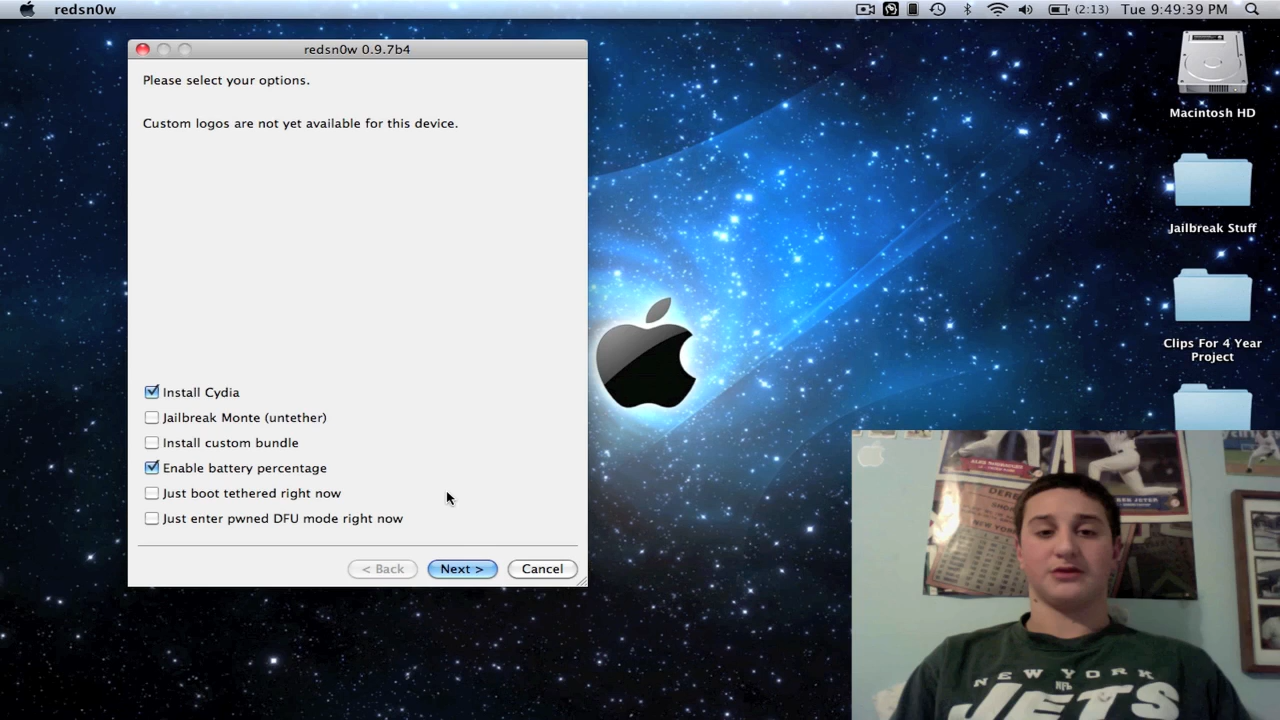 redsn0w
(2:13)
Tue 9:49:39 PM
redsn0w 0.9.7b4
Please select your options.
Custom logos are not yet available for this device.
Install Cydia
Jailbreak Monte (untether)
Install custom bundle
Enable battery percentage
Just boot tethered right now
Just enter pwned DFU mode right now
< Back
Next >
Cancel
Macintosh HD
Jailbreak Stuff
Clips For 4 Year
Project
NEW YORK
NFL
JETS